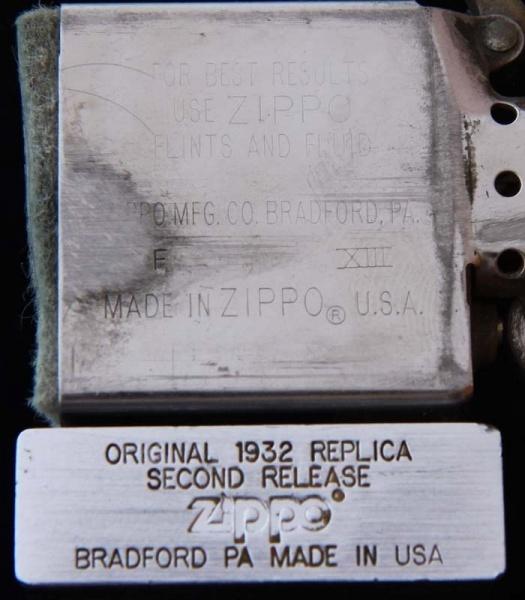 FOR BEST RESULTS
USE ZIPPO
FLINTS AND FLUID
PPO MFG. CO. BRADFORD, PA.
F XIII
MADE IN ZIPPO® U.S.A.
ORIGINAL 1932 REPLICA
SECOND RELEASE
Zippo®
BRADFORD PA MADE IN USA